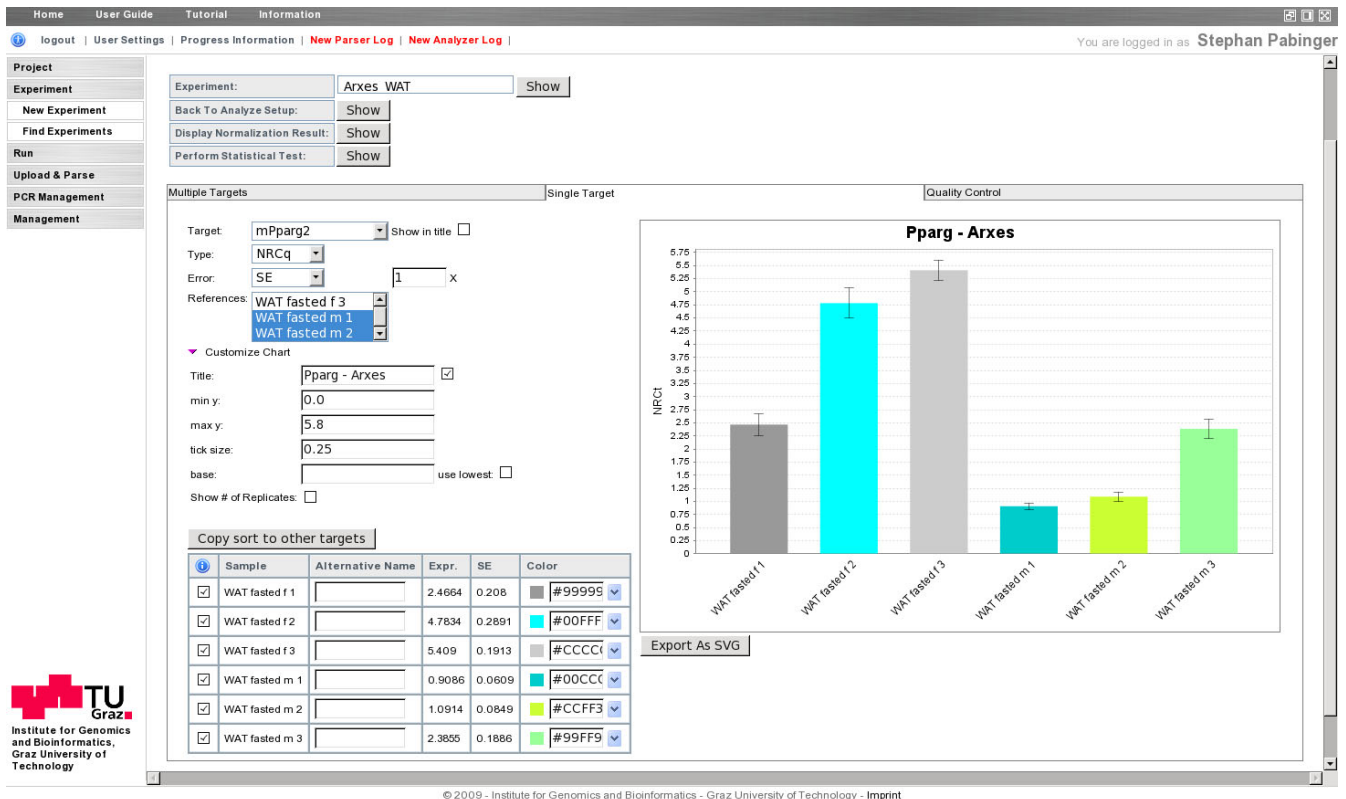 Home User Guide Tutorial Information
logout | User Settings | Progress Information | New Parser Log | New Analyzer Log |
You are logged in as Stephan Pabinger
Project
Experiment
New Experiment
Find Experiments
Run
Upload & Parse
PCR Management
Management
Experiment: Arxes WAT Show
Back To Analyze Setup: Show
Display Normalization Result: Show
Perform Statistical Test: Show
Multiple Targets Single Target Quality Control
Target: mPparg2 Show in title
Type: NRCq
Error: SE 1 x
References: WAT fasted f 3
WAT fasted m 1
WAT fasted m 2
Customize Chart
Title: Pparg - Arxes
min y: 0.0
max y: 5.8
tick size: 0.25
base: use lowest:
Show # of Replicates:
Copy sort to other targets
Sample Alternative Name Expr. SE Color
WAT fasted f 1 2.4664 0.208 #99999
WAT fasted f 2 4.7834 0.2891 #00FFF
WAT fasted f 3 5.409 0.1913 #CCCC
WAT fasted m 1 0.9086 0.0609 #00CC
WAT fasted m 2 1.0914 0.0849 #CCFF3
WAT fasted m 3 2.3855 0.1886 #99FF9
Pparg - Arxes
NRCt
5.75
5.5
5.25
5
4.75
4.5
4.25
4
3.75
3.5
3.25
3
2.75
2.5
2.25
2
1.75
1.5
1.25
1
0.75
0.5
0.25
0
WAT fasted f 1
WAT fasted f 2
WAT fasted f 3
WAT fasted m 1
WAT fasted m 2
WAT fasted m 3
Export As SVG
TU
Graz
Institute for Genomics
and Bioinformatics,
Graz University of
Technology
© 2009 - Institute for Genomics and Bioinformatics - Graz University of Technology - Imprint